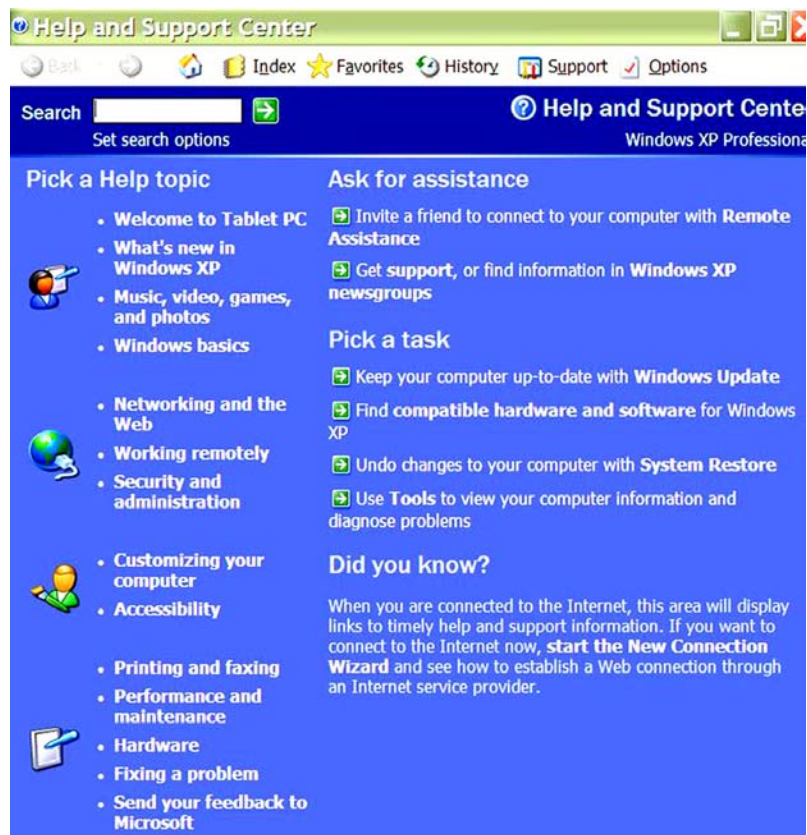 Help and Support Center
Back Index Favorites History Support Options
Search
Set search options
Help and Support Cente
Windows XP Professiona
Pick a Help topic
Welcome to Tablet PC
What's new in
Windows XP
Music, video, games,
and photos
Windows basics
Networking and the
Web
Working remotely
Security and
administration
Customizing your
computer
Accessibility
Printing and faxing
Performance and
maintenance
Hardware
Fixing a problem
Send your feedback to
Microsoft
Ask for assistance
Invite a friend to connect to your computer with Remote
Assistance
Get support, or find information in Windows XP
newsgroups
Pick a task
Keep your computer up-to-date with Windows Update
Find compatible hardware and software for Windows
XP
Undo changes to your computer with System Restore
Use Tools to view your computer information and
diagnose problems
Did you know?
When you are connected to the Internet, this area will display
links to timely help and support information. If you want to
connect to the Internet now, start the New Connection
Wizard and see how to establish a Web connection through
an Internet service provider.